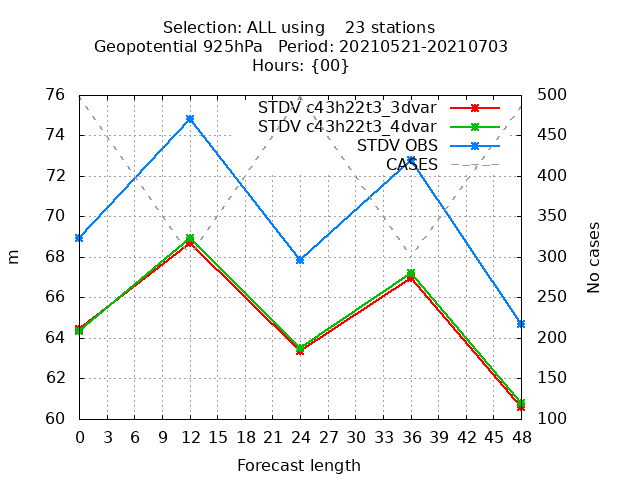 Selection: ALL using    23 stations
Geopotential 925hPa   Period: 20210521-20210703
Hours: {00}
STDV c43h22t3_3dvar
STDV c43h22t3_4dvar
STDV OBS
CASES
76
74
72
70
68
66
64
62
60
m
500
450
400
350
300
250
200
150
100
No cases
0 3 6 9 12 15 18 21 24 27 30 33 36 39 42 45 48
Forecast length